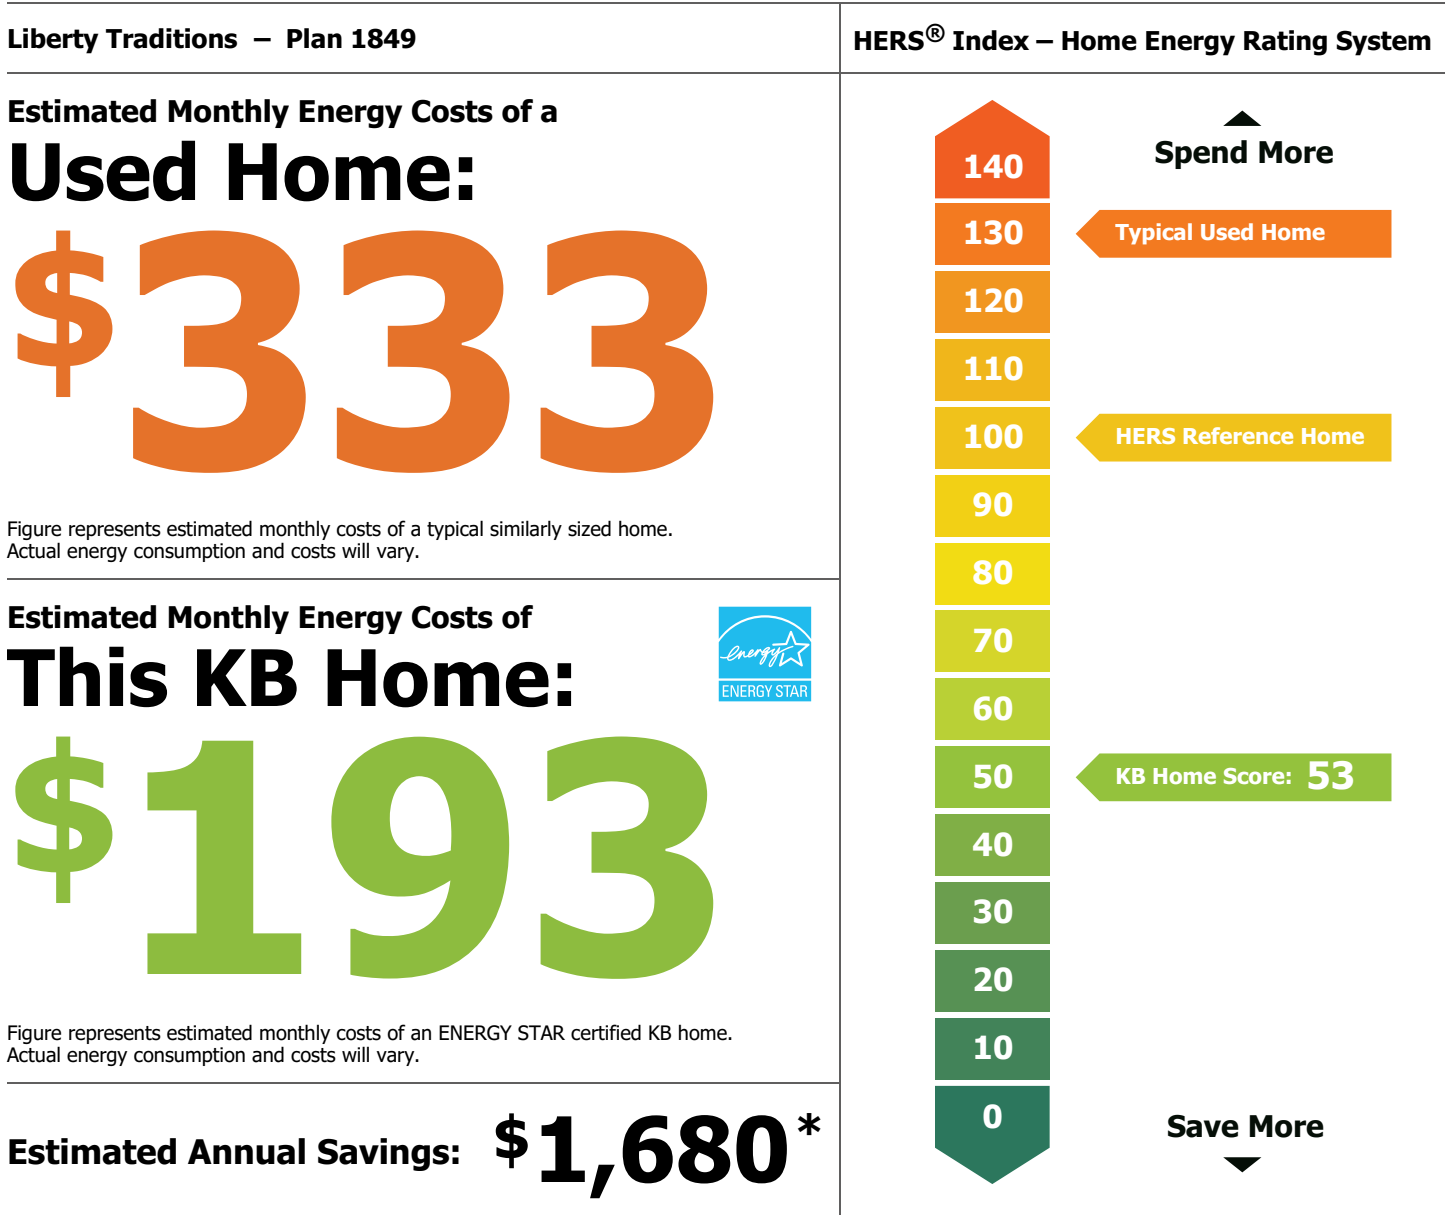 Liberty Traditions – Plan 1849
Estimated Monthly Energy Costs of a
Used Home:
$333
Figure represents estimated monthly costs of a typical similarly sized home.
Actual energy consumption and costs will vary.
Estimated Monthly Energy Costs of
This KB Home:
energy
ENERGY STAR
$193
Figure represents estimated monthly costs of an ENERGY STAR certified KB home.
Actual energy consumption and costs will vary.
Estimated Annual Savings: $1,680*
HERS® Index – Home Energy Rating System
Spend More
140
130 Typical Used Home
120
110
100 HERS Reference Home
90
80
70
60
50 KB Home Score: 53
40
30
20
10
0
Save More